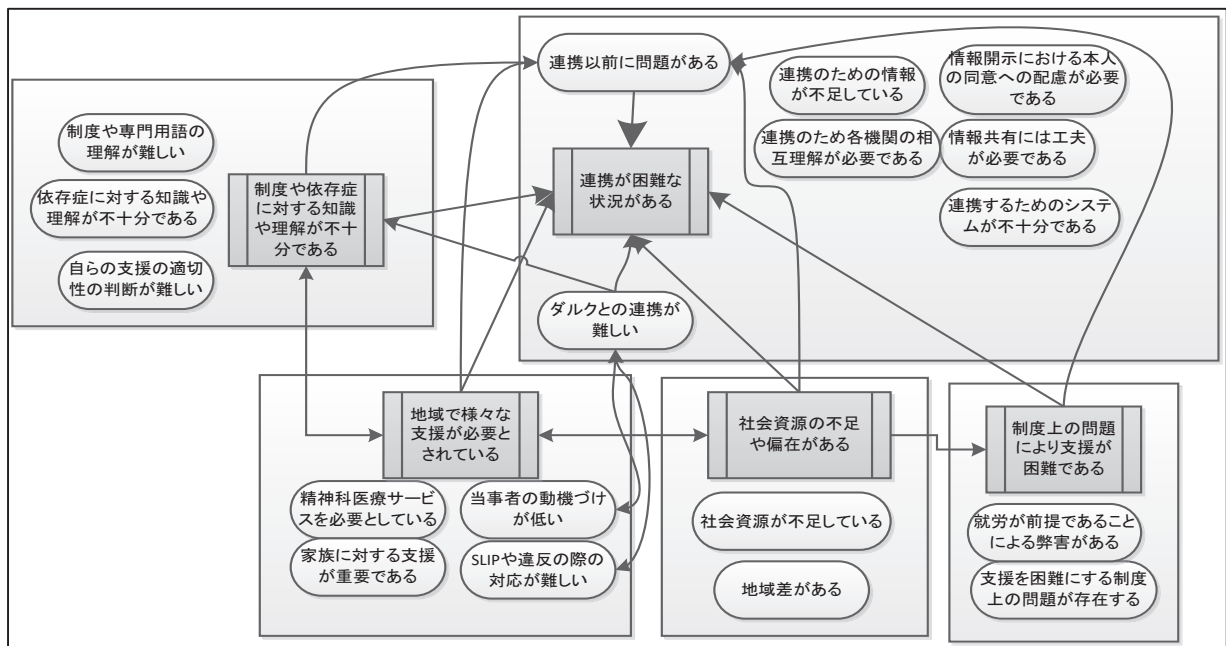 連携以前に問題がある
連携のための情報
が不足している
情報開示における本人
の同意への配慮が必要
である
連携のため各機関の相
互理解が必要である
情報共有には工夫
が必要である
連携が困難な
状況がある
連携するためのシステ
ムが不十分である
ダルクとの連携が
難しい
制度や専門用語の
理解が難しい
依存症に対する知識や
理解が不十分である
自らの支援の適切
性の判断が難しい
制度や依存症
に対する知識
や理解が不十
分である
地域で様々な
支援が必要と
されている
精神科医療サービ
スを必要としている
当事者の動機づけ
が低い
家族に対する支援
が重要である
SLIPや違反の際の
対応が難しい
社会資源の不足
や偏在がある
社会資源が不足している
地域差がある
制度上の問題
により支援が
困難である
就労が前提であること
による弊害がある
支援を困難にする制度
上の問題が存在する